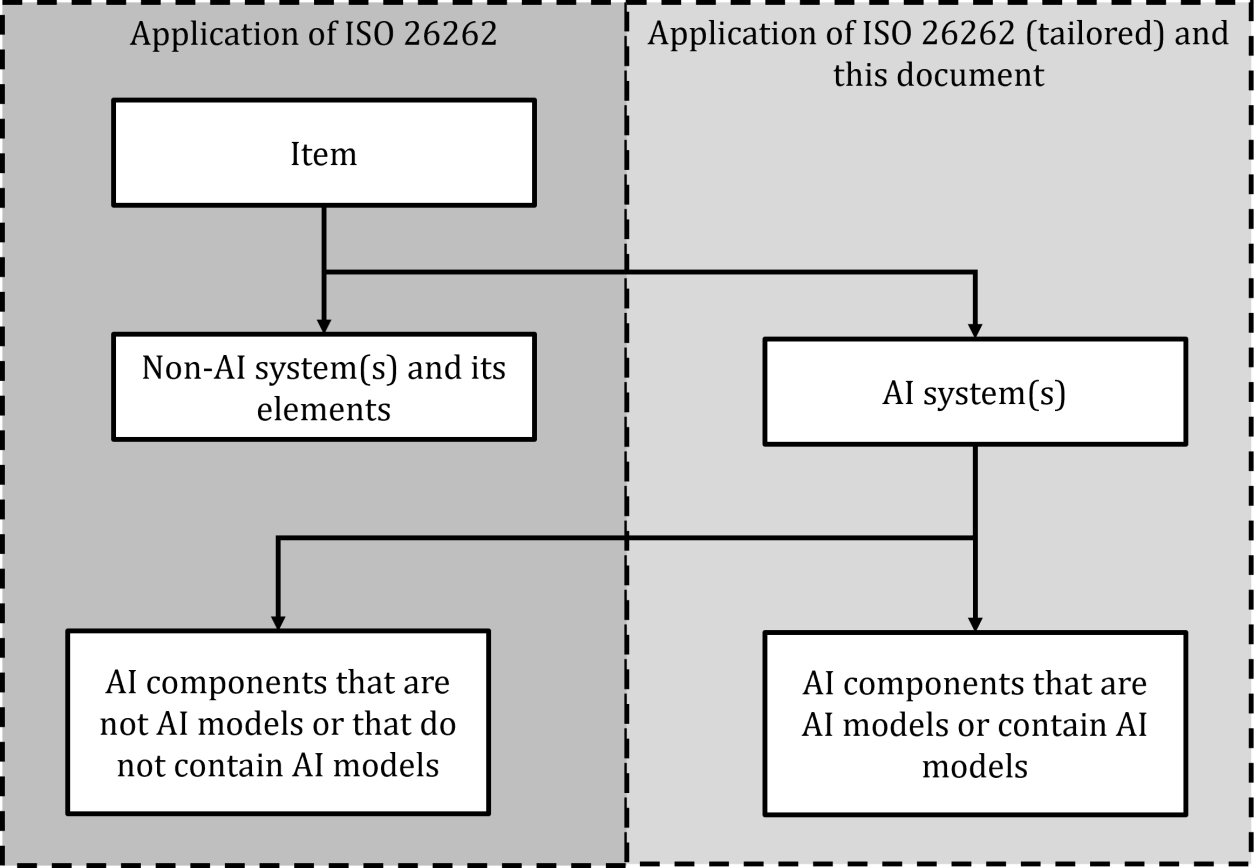 Application of ISO 26262
Application of ISO 26262 (tailored) and
this document
Item
Non-AI system(s) and its
elements
AI system(s)
AI components that are
not AI models or that do
not contain AI models
AI components that are
AI models or contain AI
models